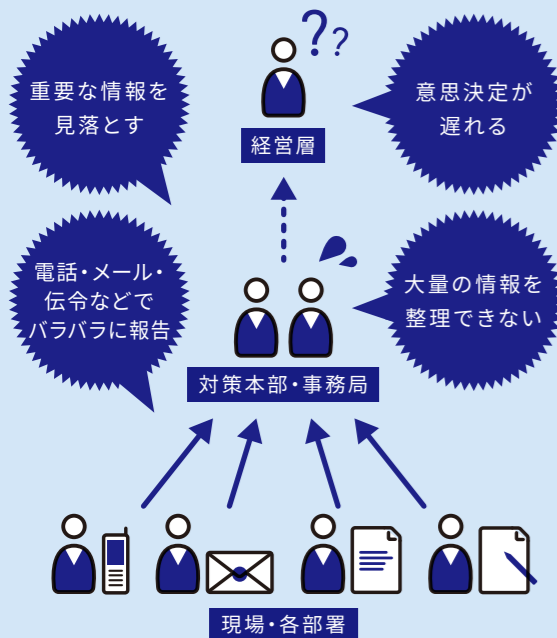 ??
重要な情報を
見落とす
意思決定が
遅れる
経営層
電話・メール・
伝令などで
バラバラに報告
大量の情報を
整理できない
対策本部・事務局
現場・各部署